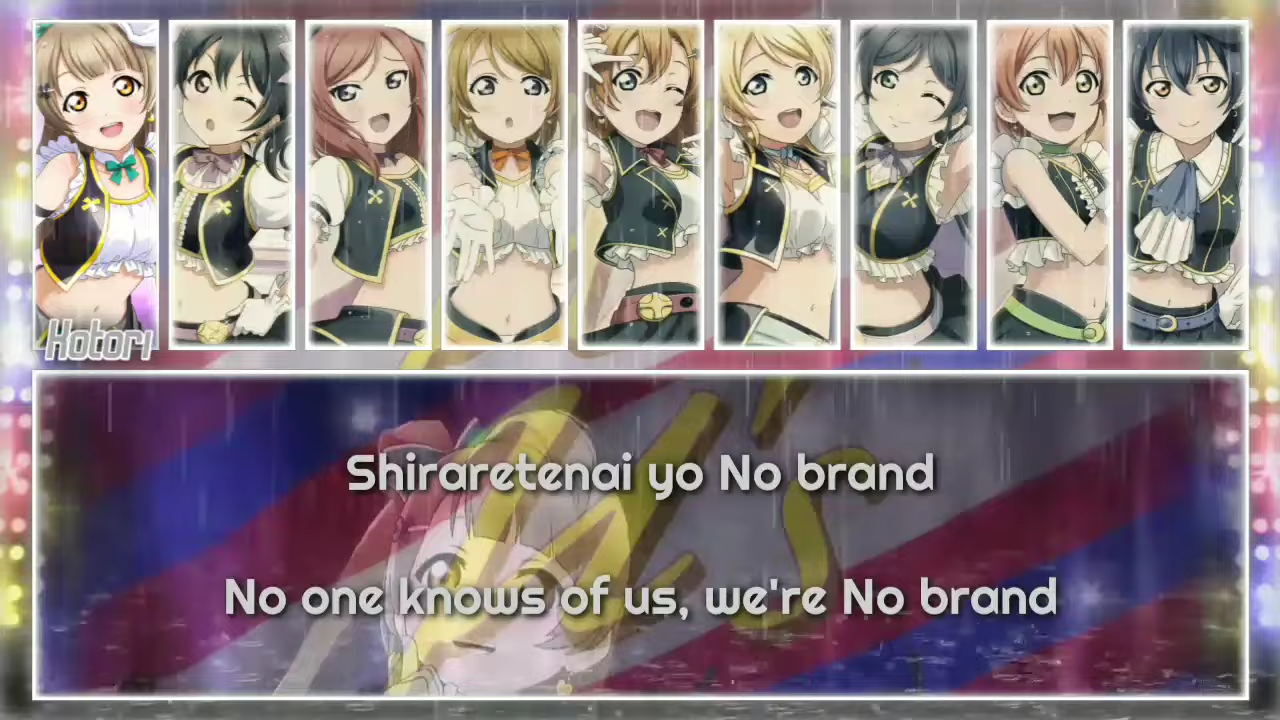 Kotori
μ's
Shiraretenai yo No brand
No one knows of us, we're No brand